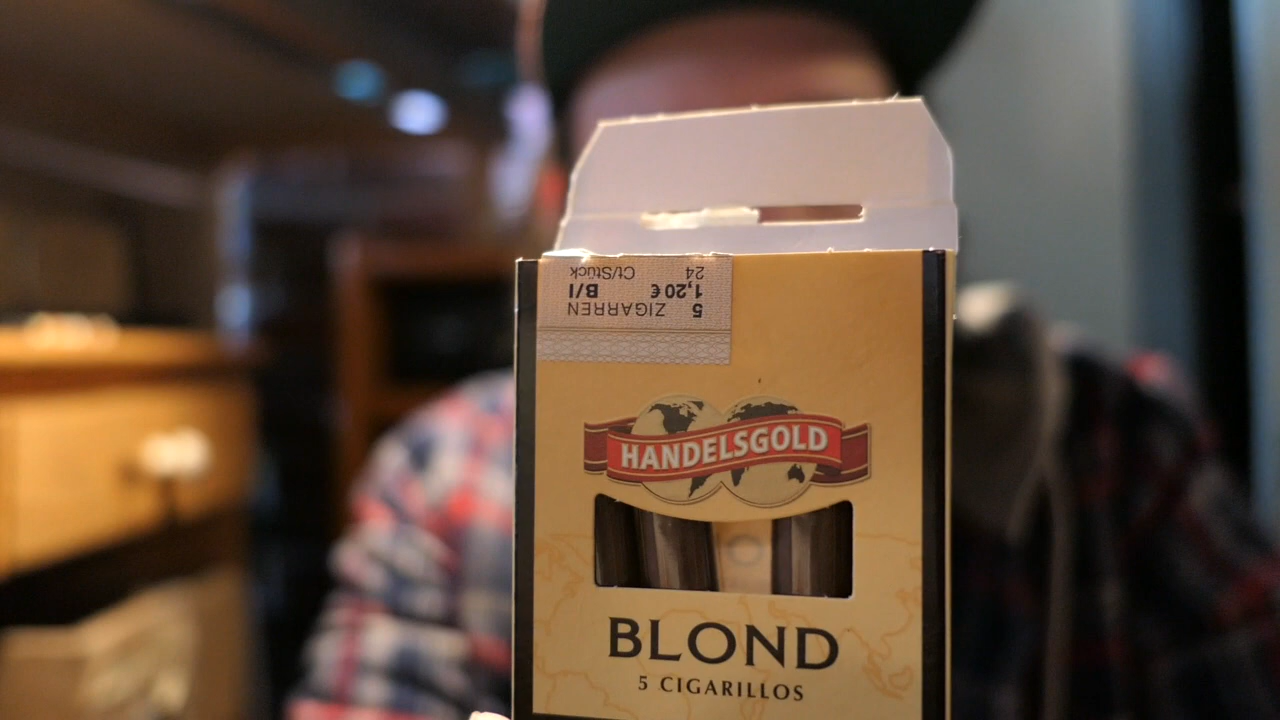 5 ZIGARREN
1,20 € B/I
24 Ct/Stück
HANDELSGOLD
BLOND
5 CIGARILLOS